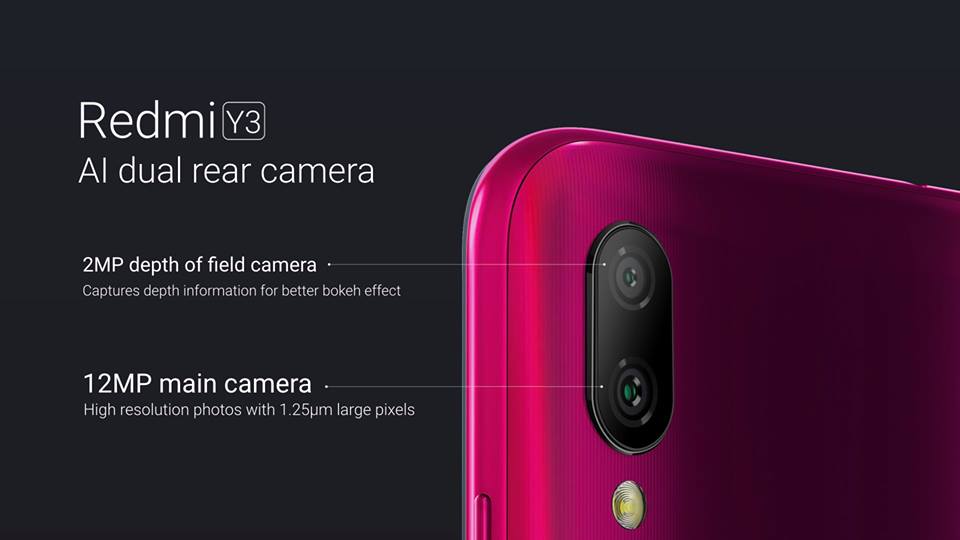 Redmi Y3
AI dual rear camera
2MP depth of field camera
Captures depth information for better bokeh effect
12MP main camera
High resolution photos with 1.25μm large pixels